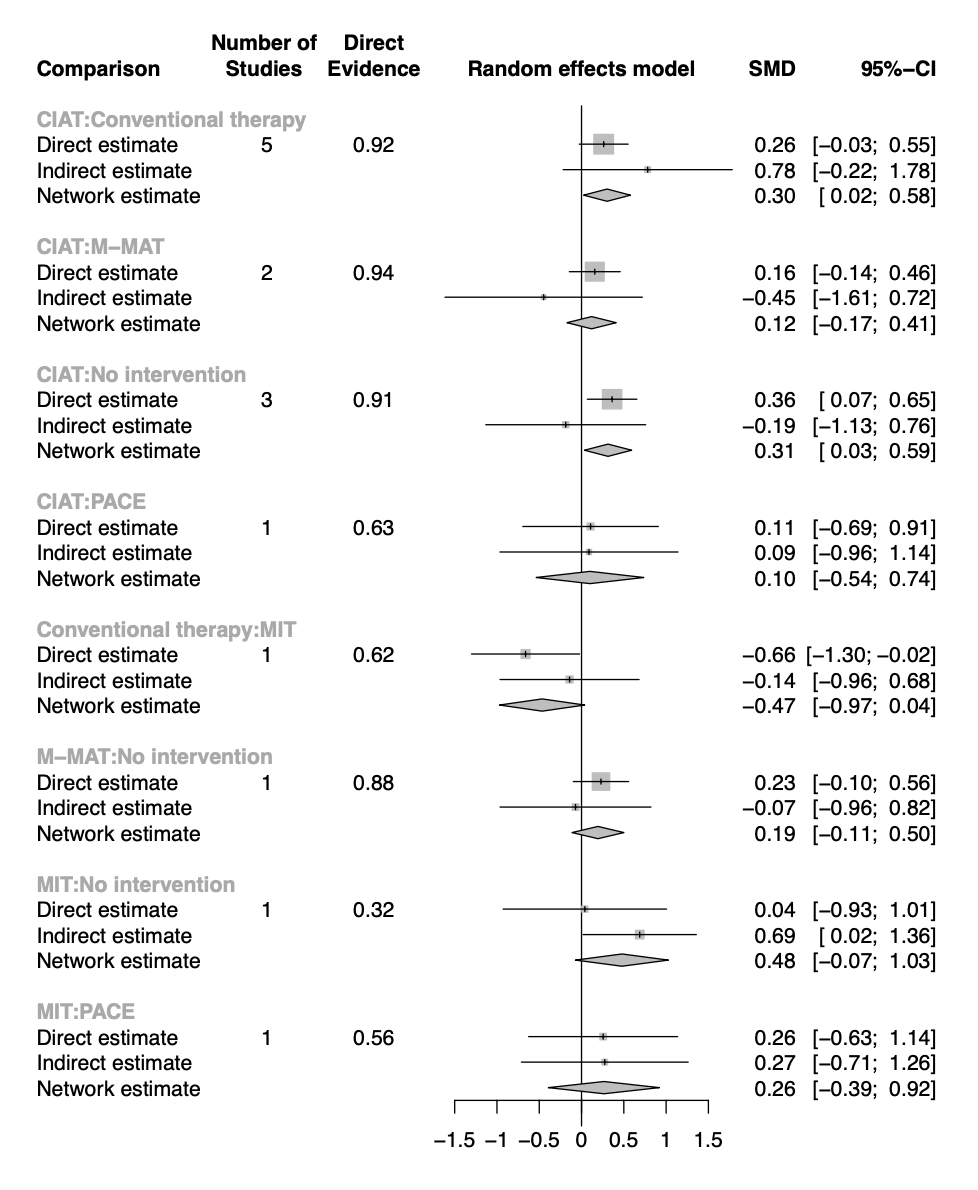 Number of Direct
Comparison Studies Evidence Random effects model SMD 95%−CI
CIAT:Conventional therapy
Direct estimate 5 0.92 0.26 [−0.03; 0.55]
Indirect estimate 0.78 [−0.22; 1.78]
Network estimate 0.30 [ 0.02; 0.58]
CIAT:M−MAT
Direct estimate 2 0.94 0.16 [−0.14; 0.46]
Indirect estimate −0.45 [−1.61; 0.72]
Network estimate 0.12 [−0.17; 0.41]
CIAT:No intervention
Direct estimate 3 0.91 0.36 [ 0.07; 0.65]
Indirect estimate −0.19 [−1.13; 0.76]
Network estimate 0.31 [ 0.03; 0.59]
CIAT:PACE
Direct estimate 1 0.63 0.11 [−0.69; 0.91]
Indirect estimate 0.09 [−0.96; 1.14]
Network estimate 0.10 [−0.54; 0.74]
Conventional therapy:MIT
Direct estimate 1 0.62 −0.66 [−1.30; −0.02]
Indirect estimate −0.14 [−0.96; 0.68]
Network estimate −0.47 [−0.97; 0.04]
M−MAT:No intervention
Direct estimate 1 0.88 0.23 [−0.10; 0.56]
Indirect estimate −0.07 [−0.96; 0.82]
Network estimate 0.19 [−0.11; 0.50]
MIT:No intervention
Direct estimate 1 0.32 0.04 [−0.93; 1.01]
Indirect estimate 0.69 [ 0.02; 1.36]
Network estimate 0.48 [−0.07; 1.03]
MIT:PACE
Direct estimate 1 0.56 0.26 [−0.63; 1.14]
Indirect estimate 0.27 [−0.71; 1.26]
Network estimate 0.26 [−0.39; 0.92]
−1.5 −1 −0.5 0 0.5 1 1.5